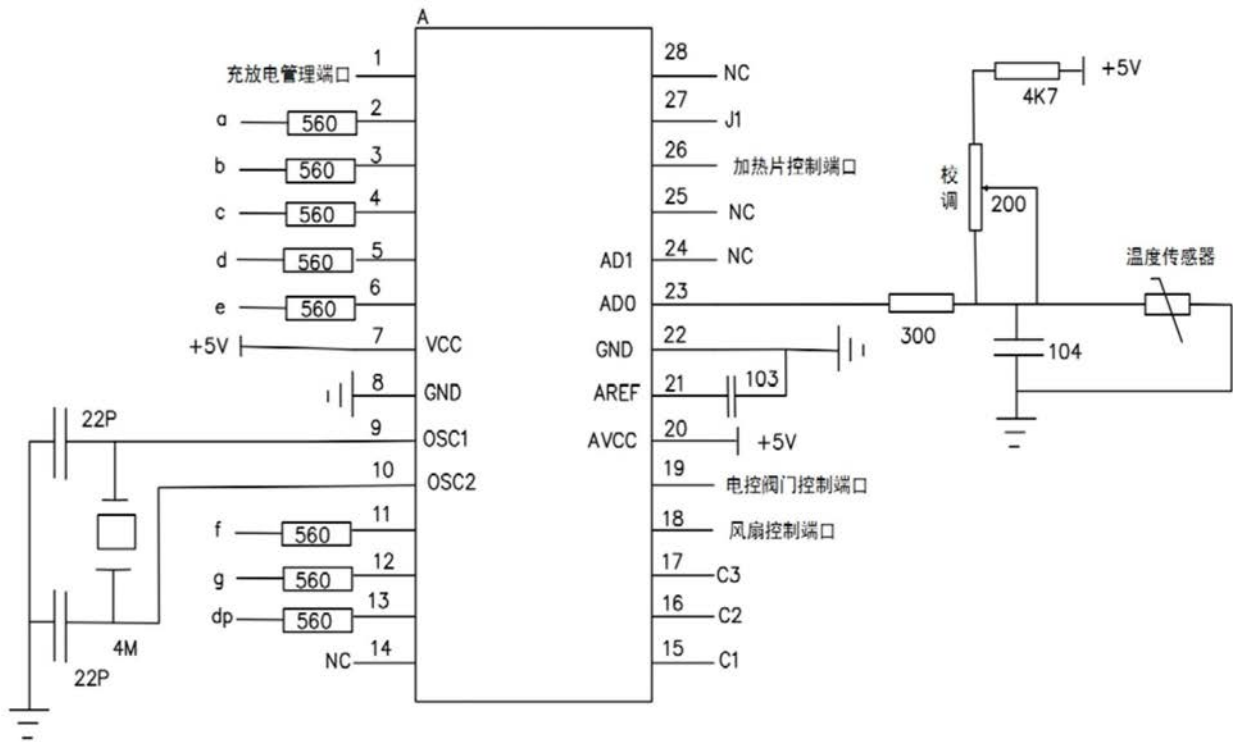 A
1
充放电管理端口
a
560
2
b
560
3
c
560
4
d
560
5
e
560
6
+5V
7
VCC
8
GND
22P
9
OSC1
10
OSC2
f
560
11
g
560
12
dp
560
13
4M
22P
NC
14
28
NC
27
J1
26
加热片控制端口
25
NC
24
NC
AD1
23
AD0
22
GND
21
AREF
103
20
AVCC
+5V
19
电控阀门控制端口
18
风扇控制端口
17
C3
16
C2
15
C1
+5V
4K7
校调
200
温度传感器
300
104